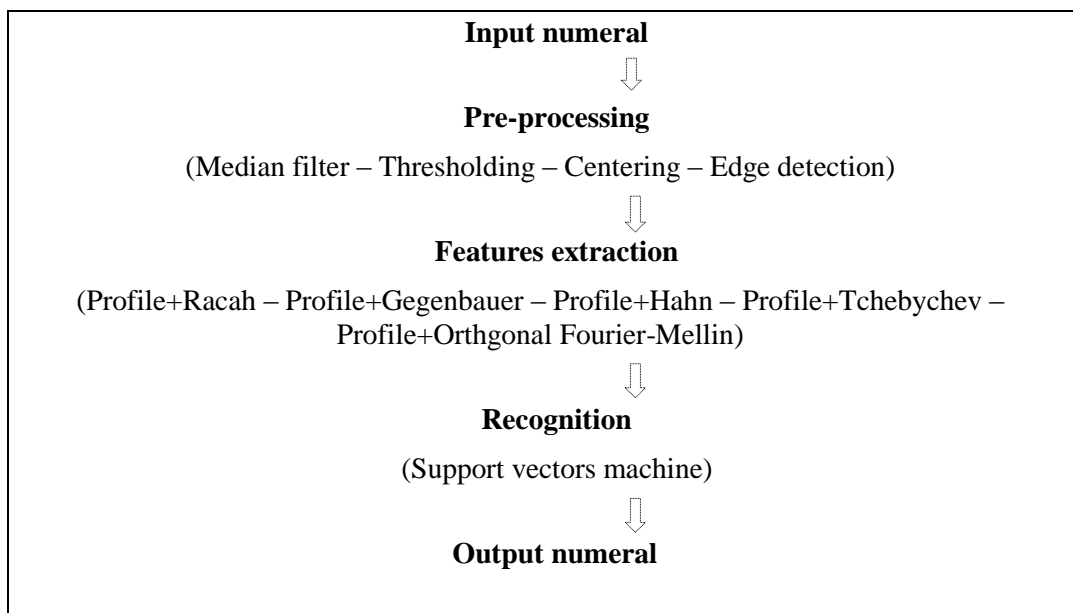 Input numeral
Pre-processing
(Median filter – Thresholding – Centering – Edge detection)
Features extraction
(Profile+Racah – Profile+Gegenbauer – Profile+Hahn – Profile+Tchebychev –
Profile+Orthgonal Fourier-Mellin)
Recognition
(Support vectors machine)
Output numeral